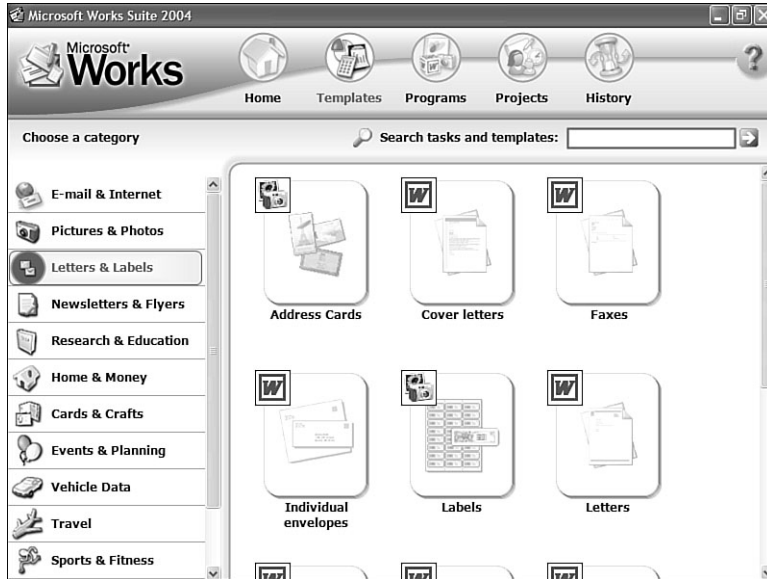 Microsoft Works Suite 2004
Microsoft
Works
Home
Templates
Programs
Projects
History
?
Choose a category
Search tasks and templates:
E-mail & Internet
Pictures & Photos
Letters & Labels
Newsletters & Flyers
Research & Education
Home & Money
Cards & Crafts
Events & Planning
Vehicle Data
Travel
Sports & Fitness
W
W
Address Cards
Cover letters
Faxes
W
W
Individual
envelopes
Labels
Letters
W
W
W